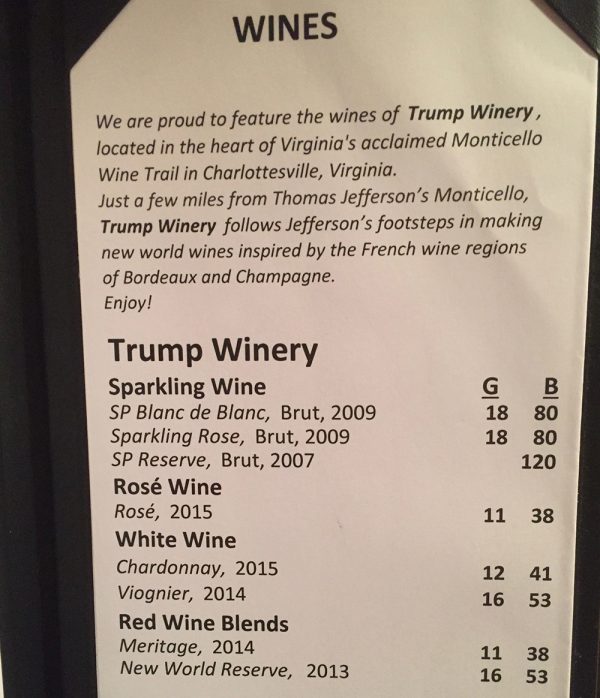 WINES
We are proud to feature the wines of Trump Winery,
located in the heart of Virginia's acclaimed Monticello
Wine Trail in Charlottesville, Virginia.
Just a few miles from Thomas Jefferson's Monticello,
Trump Winery follows Jefferson's footsteps in making
new world wines inspired by the French wine regions
of Bordeaux and Champagne.
Enjoy!
Trump Winery
Sparkling Wine G B
SP Blanc de Blanc, Brut, 2009 18 80
Sparkling Rose, Brut, 2009 18 80
SP Reserve, Brut, 2007 120
Rosé Wine
Rosé, 2015 11 38
White Wine
Chardonnay, 2015 12 41
Viognier, 2014 16 53
Red Wine Blends
Meritage, 2014 11 38
New World Reserve, 2013 16 53